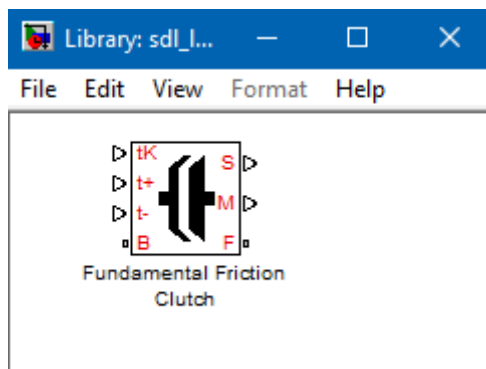 Library: sdl_l...
File Edit View Format Help
tK S
t+
M
t-
B F
Fundamental Friction
Clutch